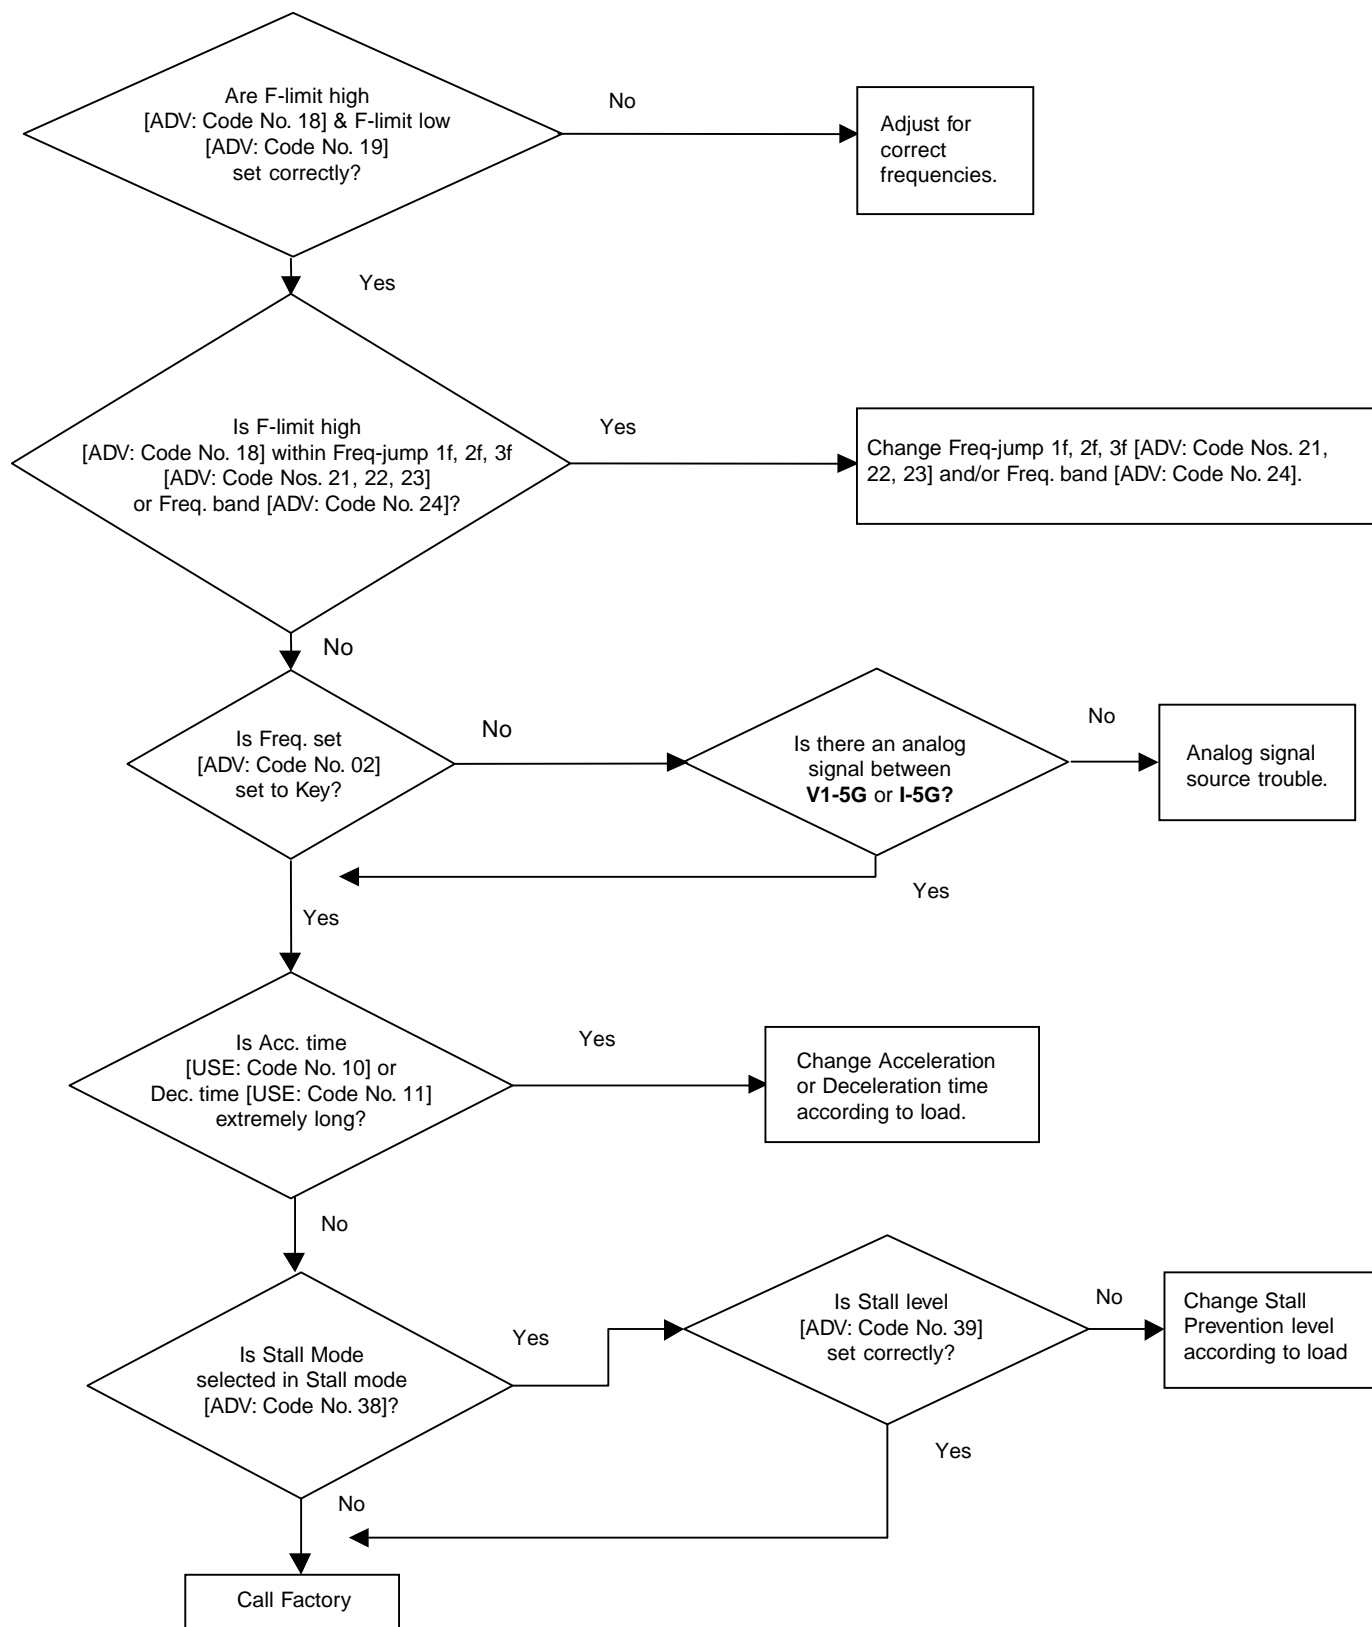 Are F-limit high
[ADV: Code No. 18] & F-limit low
[ADV: Code No. 19]
set correctly?
No
Adjust for
correct
frequencies.
Yes
Is F-limit high
[ADV: Code No. 18] within Freq-jump 1f, 2f, 3f
[ADV: Code Nos. 21, 22, 23]
or Freq. band [ADV: Code No. 24]?
Yes
Change Freq-jump 1f, 2f, 3f [ADV: Code Nos. 21,
22, 23] and/or Freq. band [ADV: Code No. 24].
No
Is Freq. set
[ADV: Code No. 02]
set to Key?
No
Is there an analog
signal between
V1-5G or I-5G?
No
Analog signal
source trouble.
Yes
Yes
Is Acc. time
[USE: Code No. 10] or
Dec. time [USE: Code No. 11]
extremely long?
Yes
Change Acceleration
or Deceleration time
according to load.
No
Is Stall Mode
selected in Stall mode
[ADV: Code No. 38]?
Yes
Is Stall level
[ADV: Code No. 39]
set correctly?
No
Change Stall
Prevention level
according to load
Yes
No
Call Factory